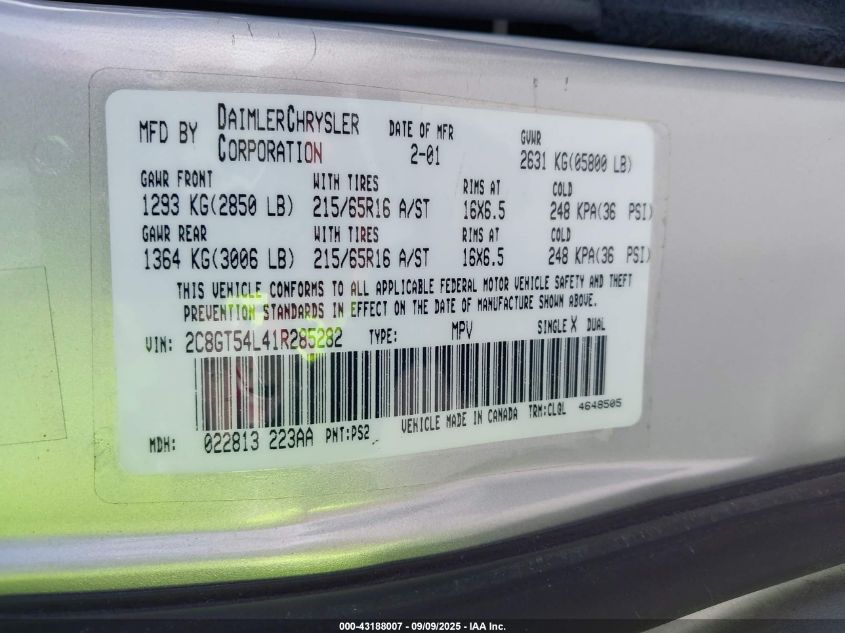 MFD BY DAIMLERCHRYSLER CORPORATION DATE OF MFR 2-01 GVWR 2631 KG(05800 LB)
GAWR FRONT WITH TIRES RIMS AT COLD
1293 KG(2850 LB) 215/65R16 A/ST 16X6.5 248 KPA(36 PSI)
GAWR REAR WITH TIRES RIMS AT COLD
1364 KG(3006 LB) 215/65R16 A/ST 16X6.5 248 KPA(36 PSI)
THIS VEHICLE CONFORMS TO ALL APPLICABLE FEDERAL MOTOR VEHICLE SAFETY AND THEFT
PREVENTION STANDARDS IN EFFECT ON THE DATE OF MANUFACTURE SHOWN ABOVE.
VIN: 2C8GT54L41R285282 TYPE: MPV SINGLE X DUAL
MDH: 022813 223AA PNT:PS2 VEHICLE MADE IN CANADA TRM:CLQL 4648505
000-43188007 - 09/09/2025 - IAA Inc.